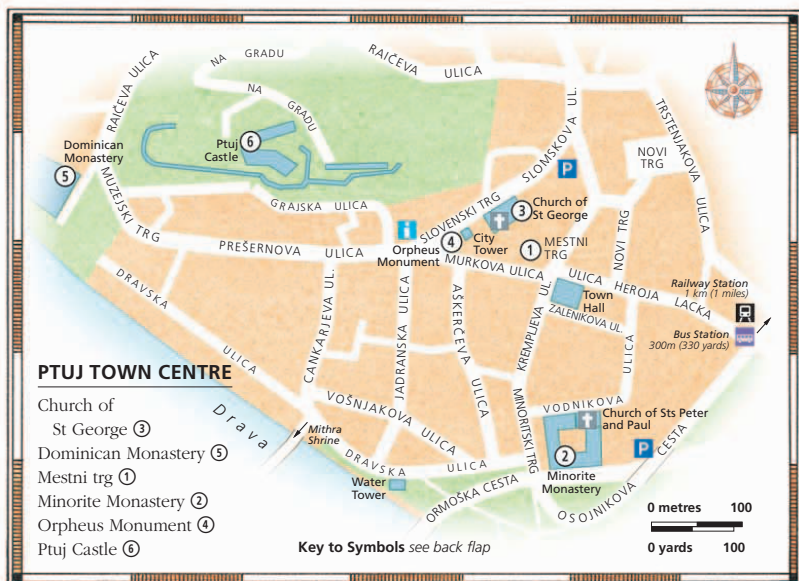 RAIČEVA ULICA
NA GRADU
RAIČEVA ULICA
NA GRADU
Dominican
Monastery
5
Ptuj
Castle
6
SLOMSKOVA UL.
P
TRSTENJAKOVA ULICA
NOVI
TRG
MUZEJSKI TRG
GRAJSKA ULICA
PREŠERNOVA ULICA
i
SLOVENSKI TRG
3
Church of
St George
Orpheus
Monument
4
City
Tower
1
MESTNI
TRG
NOVI TRG
MURKOVA ULICA
ULICA HEROJA LACKA
Railway Station
1 km (1 miles)
Bus Station
300m (330 yards)
Town
Hall
ZALENIKOVA UL.
DRAVSKA ULICA
CANKARJEVA UL.
JADRANSKA ULICA
AŠKERČEVA ULICA
KREMPLJEVA UL.
VOŠNJAKOVA ULICA
MINORITSKI TRG
VODNIKOVA ULICA
Church of Sts Peter
and Paul
P
2
Minorite
Monastery
Drava
Mithra
Shrine
DRAVSKA ULICA
Water
Tower
ORMOŠKA CESTA
OSOJNIKOVA CESTA
PTUJ TOWN CENTRE
Church of
St George 3
Dominican Monastery 5
Mestni trg 1
Minorite Monastery 2
Orpheus Monument 4
Ptuj Castle 6
Key to Symbols see back flap
0 metres 100
0 yards 100